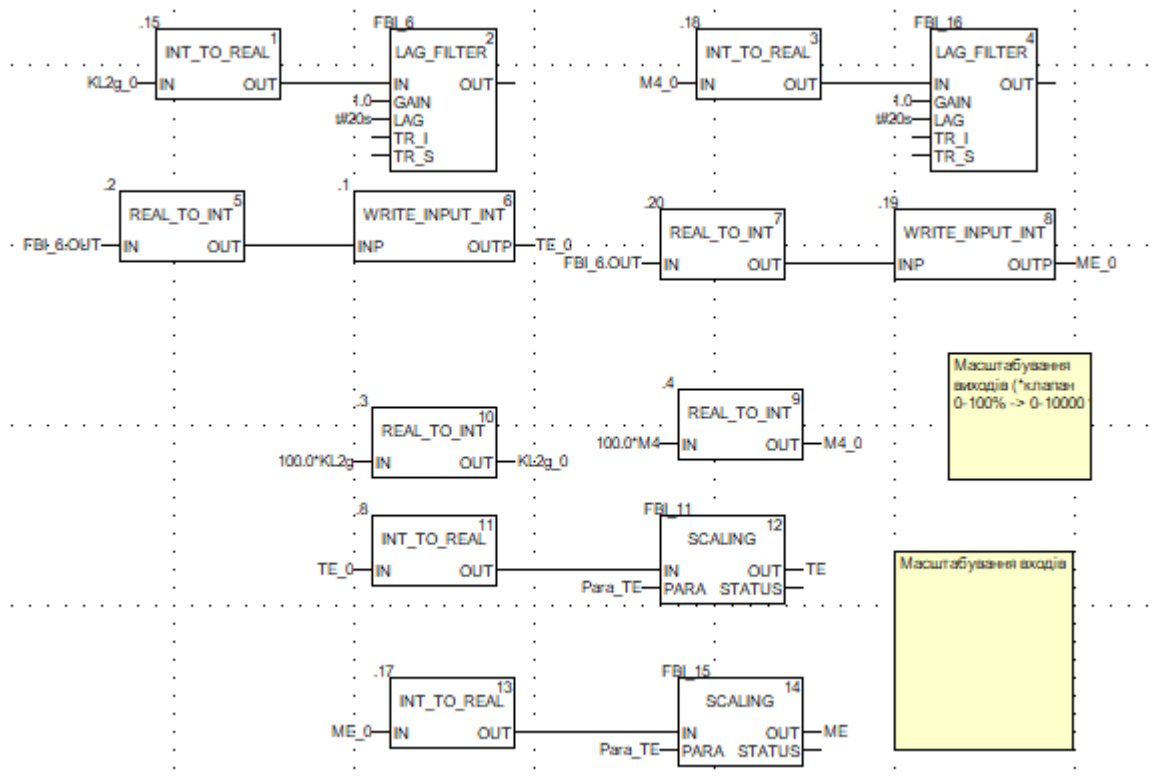 .15
FBI_6
.18
FBI_16
1
INT_TO_REAL
2
LAG_FILTER
3
INT_TO_REAL
4
LAG_FILTER
KL2g_0
IN OUT
IN OUT
M4_0
IN OUT
IN OUT
1.0
GAIN
1.0
GAIN
t#20s
LAG
t#20s
LAG
TR_I
TR_I
TR_S
TR_S
.2
.1
.20
.19
5
REAL_TO_INT
6
WRITE_INPUT_INT
7
REAL_TO_INT
8
WRITE_INPUT_INT
FBI_6.OUT
IN OUT
INP OUTP
TE_0
FBI_6.OUT
IN OUT
INP OUTP
ME_0
Масштабування
виходів (*клапан
0-100% -> 0-10000
.3
.4
10
REAL_TO_INT
9
REAL_TO_INT
100.0*KL2g
IN OUT
KL2g_0
100.0*M4
IN OUT
M4_0
.8
FBI_11
11
INT_TO_REAL
12
SCALING
TE_0
IN OUT
IN OUT
TE
Para_TE
PARA STATUS
Масштабування входів
.17
FBI_15
13
INT_TO_REAL
14
SCALING
ME_0
IN OUT
IN OUT
ME
Para_TE
PARA STATUS